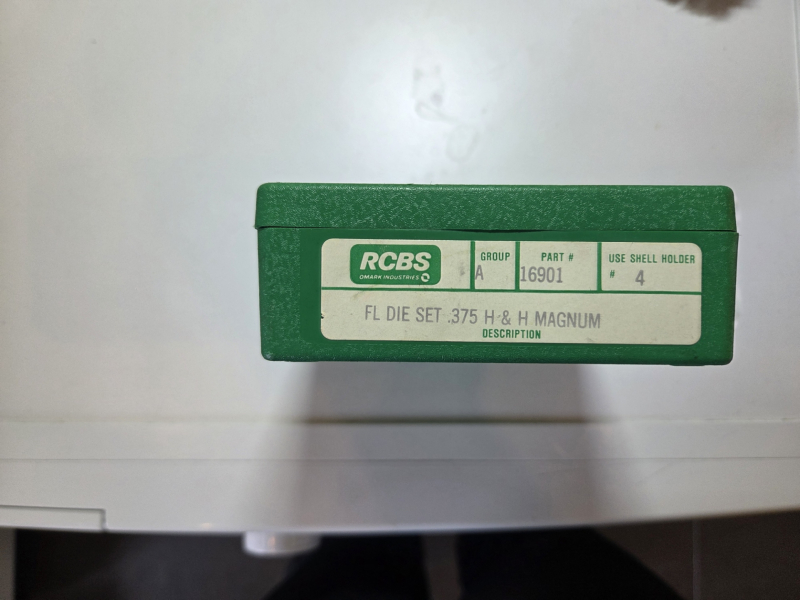 RCBS
OMARK INDUSTRIES
GROUP
A
PART #
16901
USE SHELL HOLDER
# 4
FL DIE SET .375 H & H MAGNUM
DESCRIPTION